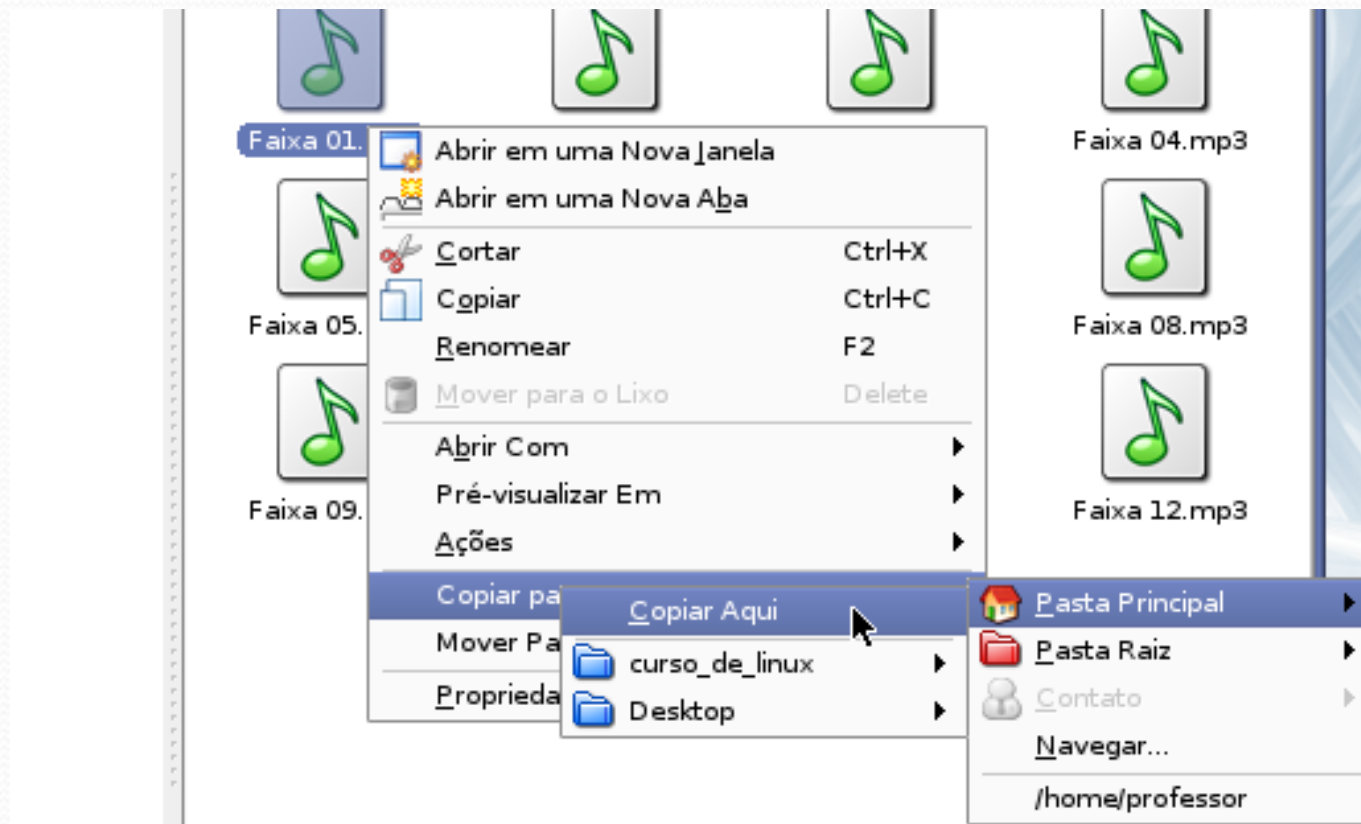 Faixa 01.
Faixa 04.mp3
Abrir em uma Nova Janela
Abrir em uma Nova Aba
Cortar Ctrl+X
Copiar Ctrl+C
Renomear F2
Mover para o Lixo Delete
Abrir Com
Pré-visualizar Em
Ações
Copiar pa
Mover Pa
Proprieda
Copiar Aqui
curso_de_linux
Desktop
Pasta Principal
Pasta Raiz
Contato
Navegar...
/home/professor
Faixa 05.
Faixa 08.mp3
Faixa 09.
Faixa 12.mp3